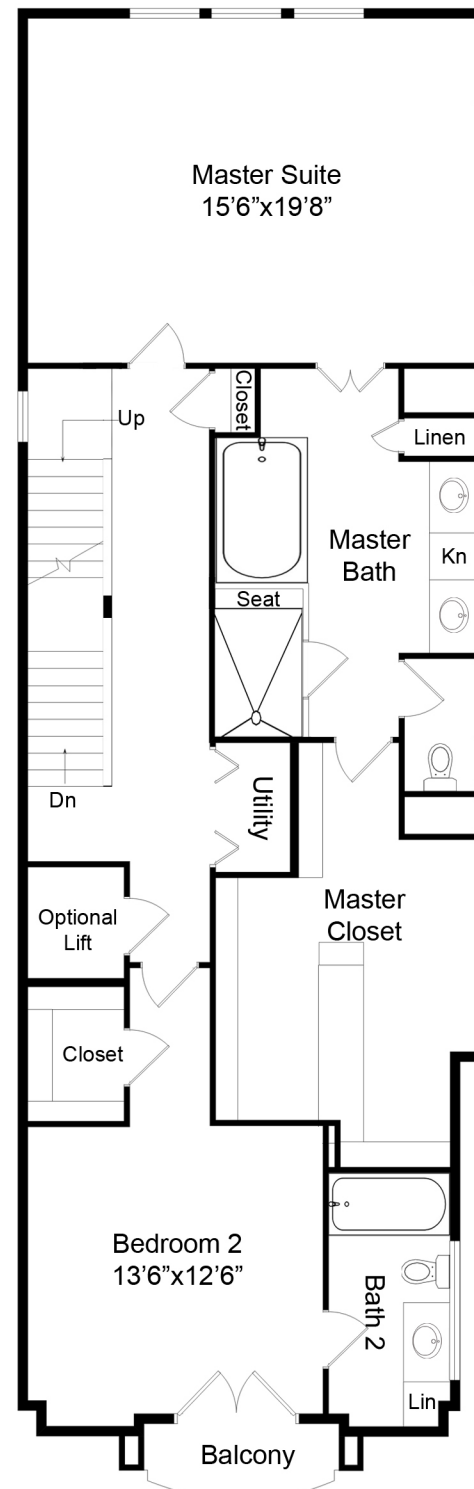 Master Suite
15’6”x19’8”
Closet
Up
Linen
Master
Bath
Kn
Seat
Dn
Utility
Master
Closet
Optional
Lift
Closet
Bedroom 2
13’6”x12’6”
Bath 2
Lin
Balcony